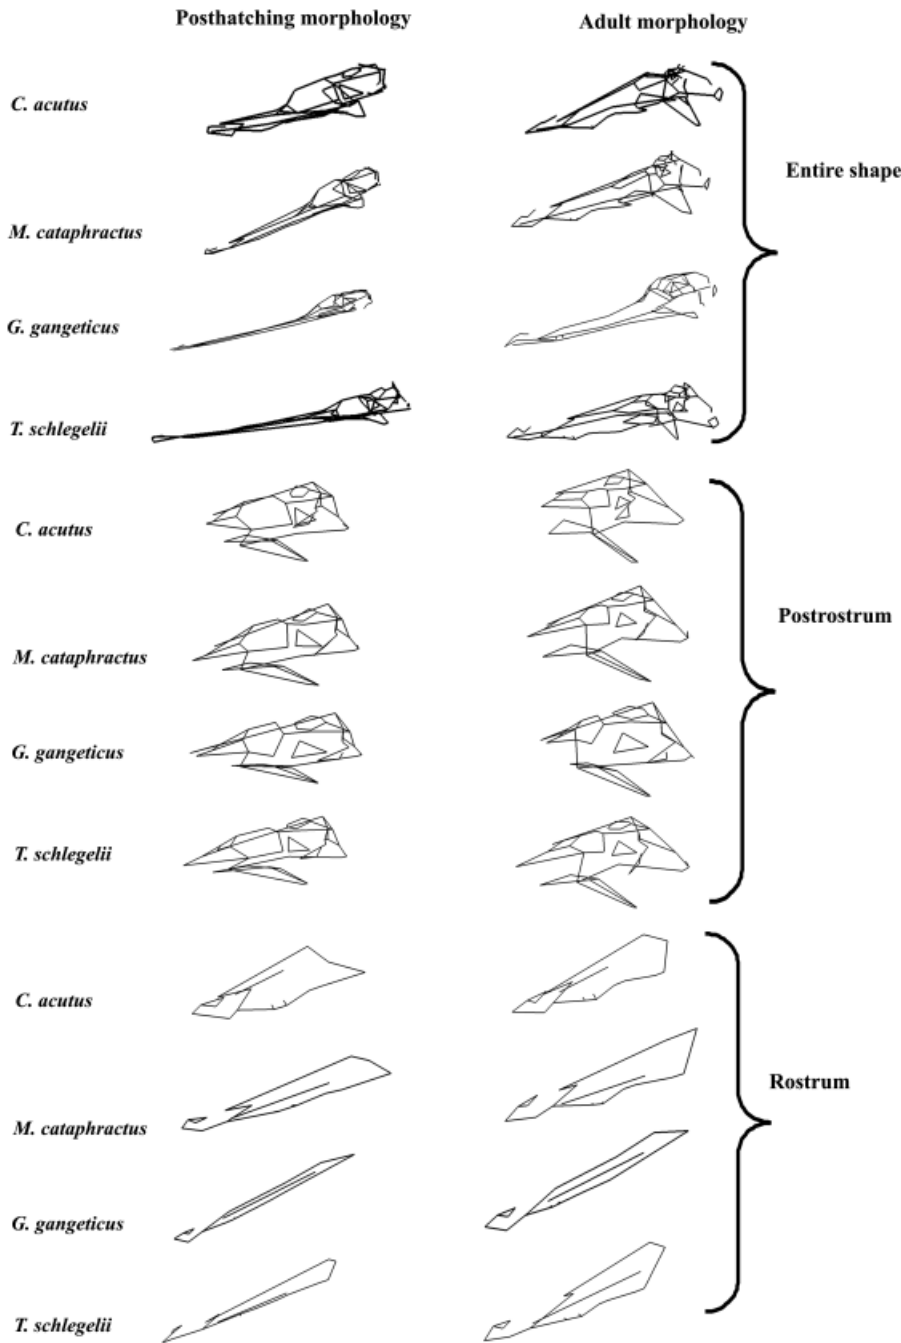 Posthatching morphology
Adult morphology
C. acutus
Entire shape
M. cataphractus
G. gangeticus
T. schlegelii
C. acutus
Postrostrum
M. cataphractus
G. gangeticus
T. schlegelii
C. acutus
Rostrum
M. cataphractus
G. gangeticus
T. schlegelii